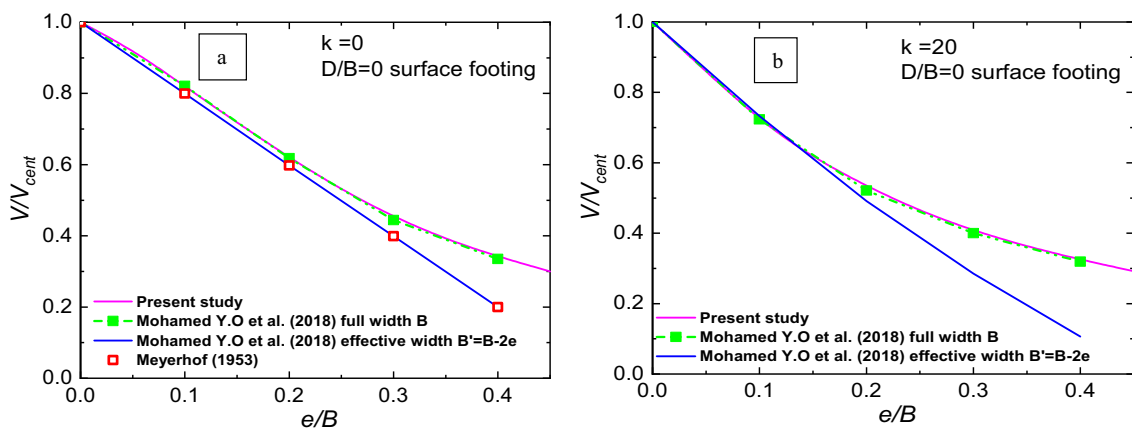 1.0
0.8
0.6
0.4
0.2
0.0
V/Vcent
a
k =0
D/B=0 surface footing
Present study
Mohamed Y.O et al. (2018) full width B
Mohamed Y.O et al. (2018) effective width B'=B-2e
Meyerhof (1953)
0.0 0.1 0.2 0.3 0.4
e/B
1.0
0.8
0.6
0.4
0.2
0.0
V/Vcent
b
k =20
D/B=0 surface footing
Present study
Mohamed Y.O et al. (2018) full width B
Mohamed Y.O et al. (2018) effective width B'=B-2e
0.0 0.1 0.2 0.3 0.4
e/B